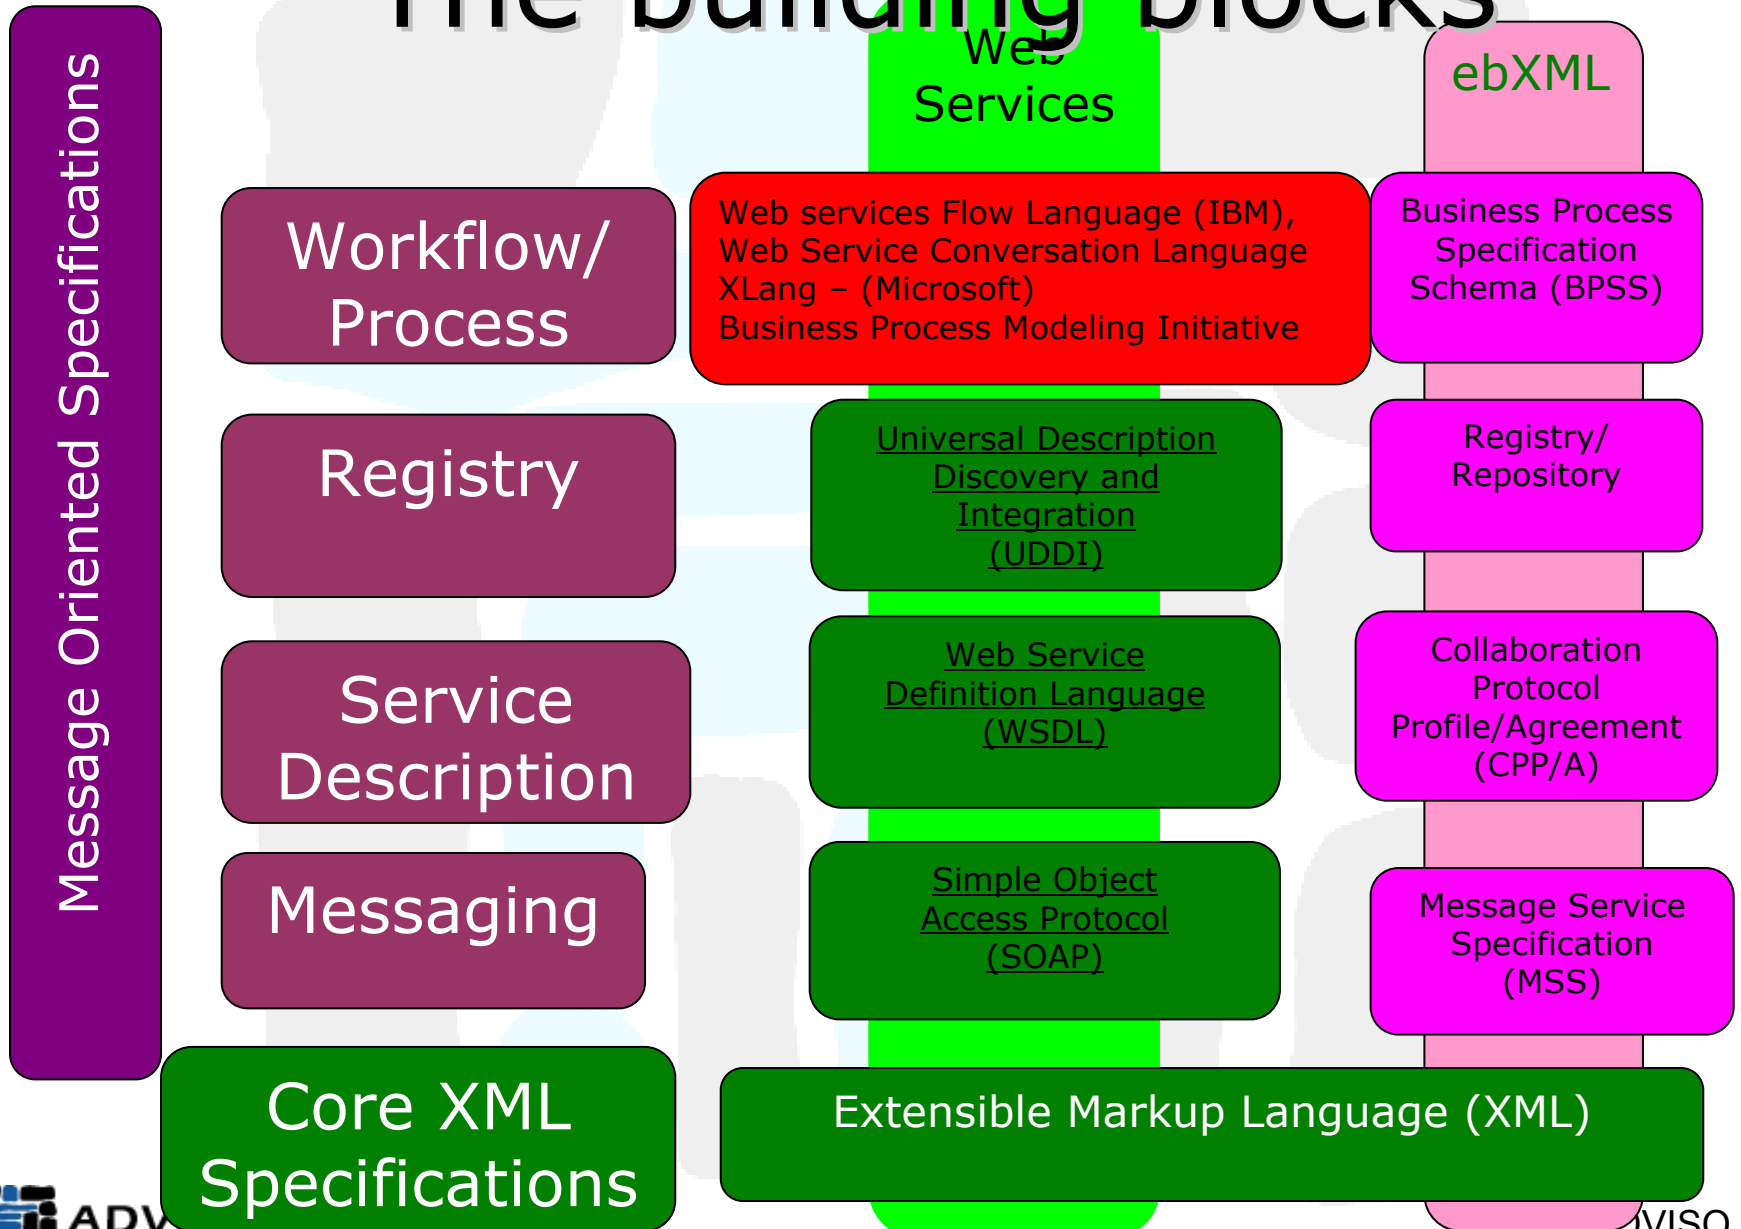 The building blocks
Web
Services
ebXML
Message Oriented Specifications
Workflow/
Process
Web services Flow Language (IBM),
Web Service Conversation Language
XLang – (Microsoft)
Business Process Modeling Initiative
Business Process
Specification
Schema (BPSS)
Registry
Universal Description
Discovery and
Integration
(UDDI)
Registry/
Repository
Service
Description
Web Service
Definition Language
(WSDL)
Collaboration
Protocol
Profile/Agreement
(CPP/A)
Messaging
Simple Object
Access Protocol
(SOAP)
Message Service
Specification
(MSS)
Core XML
Specifications
Extensible Markup Language (XML)